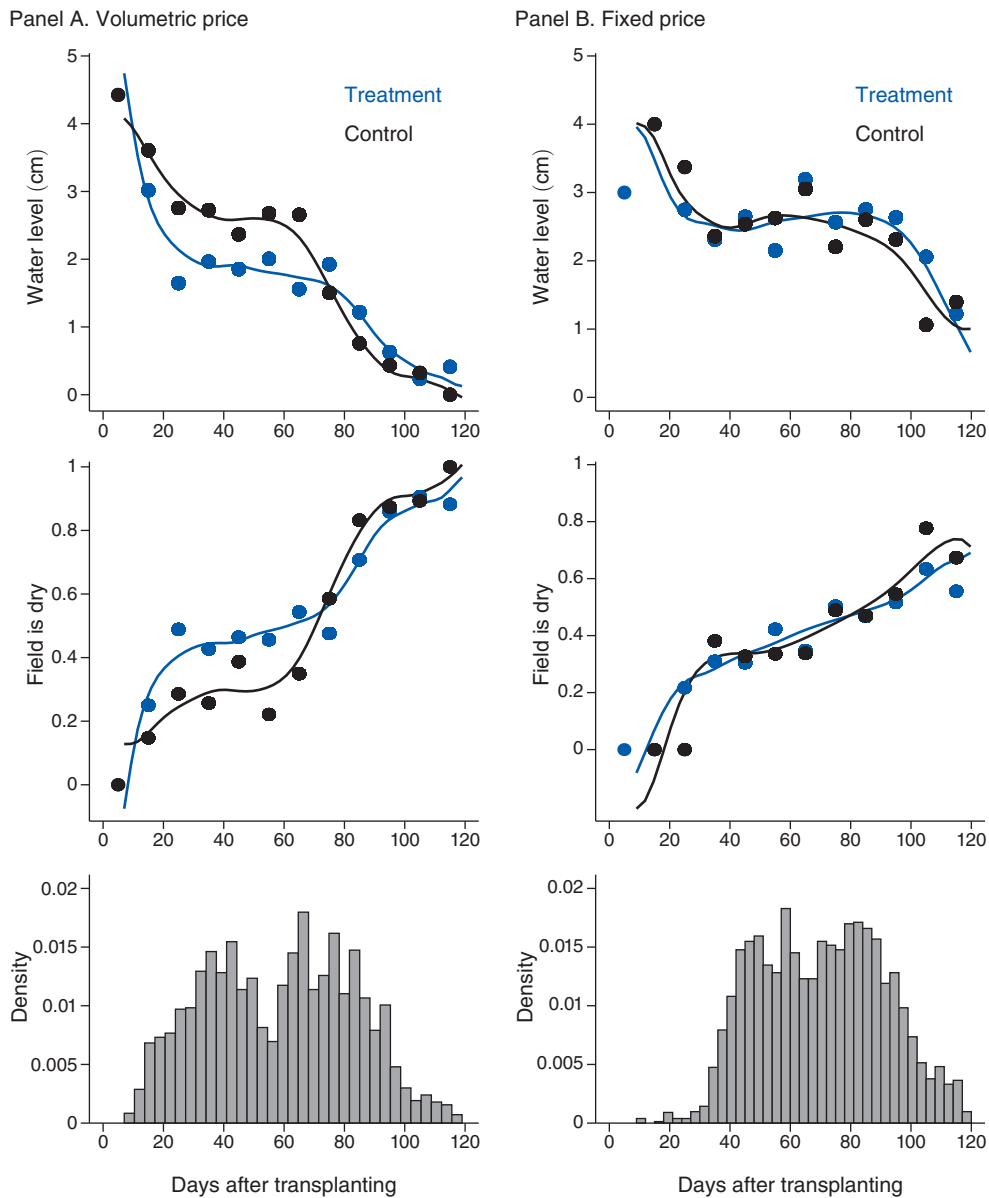 Panel A. Volumetric price
Panel B. Fixed price
5
4
3
2
1
0
Water level (cm)
Treatment
Control
0 20 40 60 80 100 120
5
4
3
2
1
0
Water level (cm)
Treatment
Control
0 20 40 60 80 100 120
1
0.8
0.6
0.4
0.2
0
Field is dry
0 20 40 60 80 100 120
1
0.8
0.6
0.4
0.2
0
Field is dry
0 20 40 60 80 100 120
0.02
0.015
0.01
0.005
0
Density
0 20 40 60 80 100 120
Days after transplanting
0.02
0.015
0.01
0.005
0
Density
0 20 40 60 80 100 120
Days after transplanting